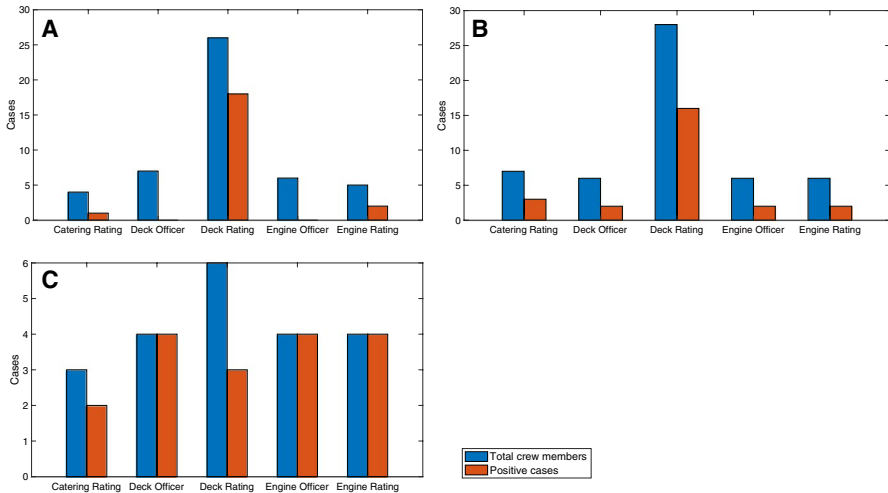 A
30
25
20
15
10
5
0
Cases
Catering Rating Deck Officer Deck Rating Engine Officer Engine Rating
B
30
25
20
15
10
5
0
Cases
Catering Rating Deck Officer Deck Rating Engine Officer Engine Rating
C
6
5
4
3
2
1
0
Cases
Catering Rating Deck Officer Deck Rating Engine Officer Engine Rating
Total crew members
Positive cases